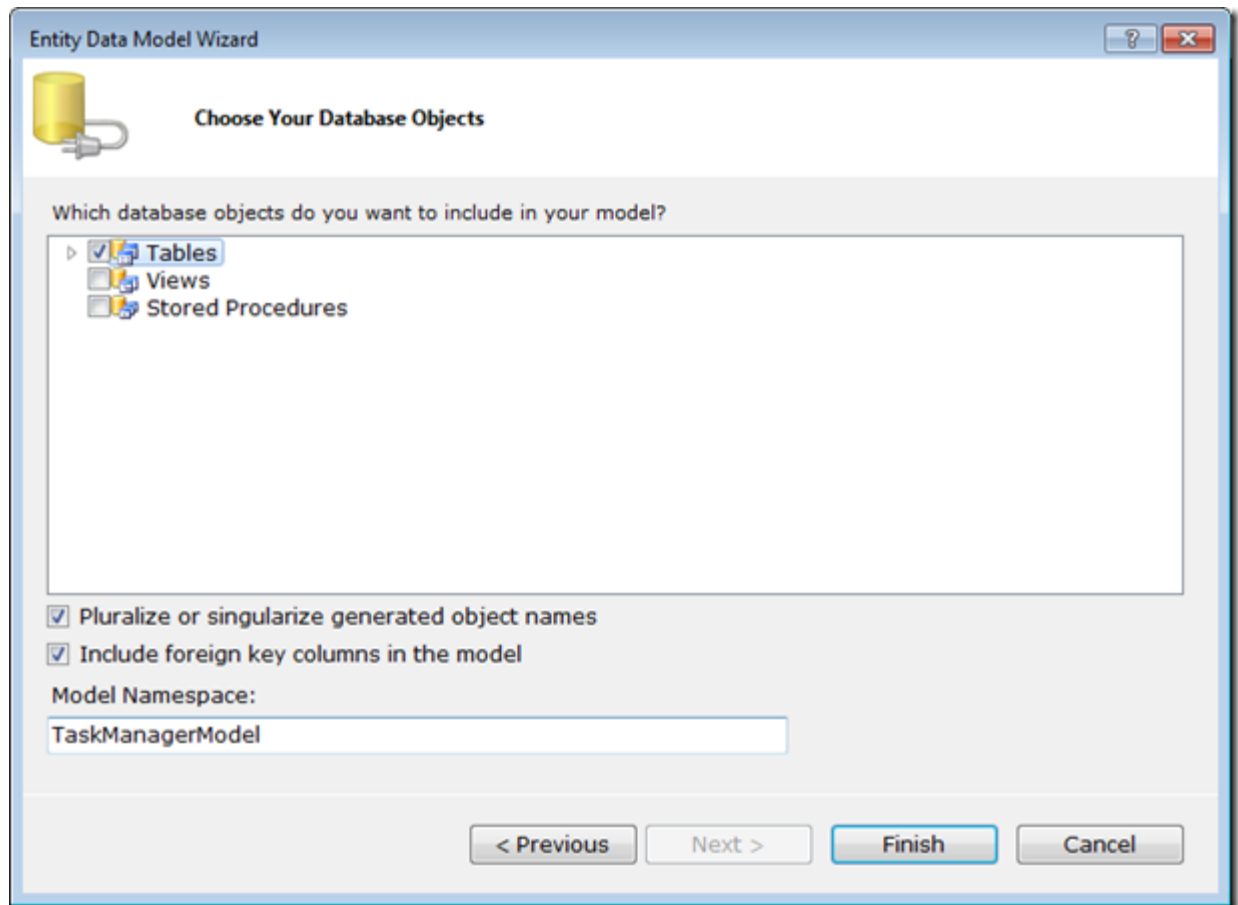 Entity Data Model Wizard
Choose Your Database Objects
Which database objects do you want to include in your model?
Tables
Views
Stored Procedures
Pluralize or singularize generated object names
Include foreign key columns in the model
Model Namespace:
TaskManagerModel
< Previous Next > Finish Cancel